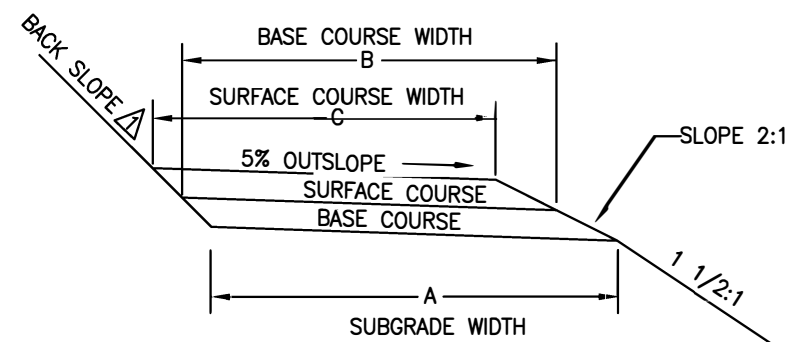 BASE COURSE WIDTH
B
BACK SLOPE 1
SURFACE COURSE WIDTH
C
SLOPE 2:1
5% OUTSLOPE
SURFACE COURSE
BASE COURSE
1 1/2:1
A
SUBGRADE WIDTH